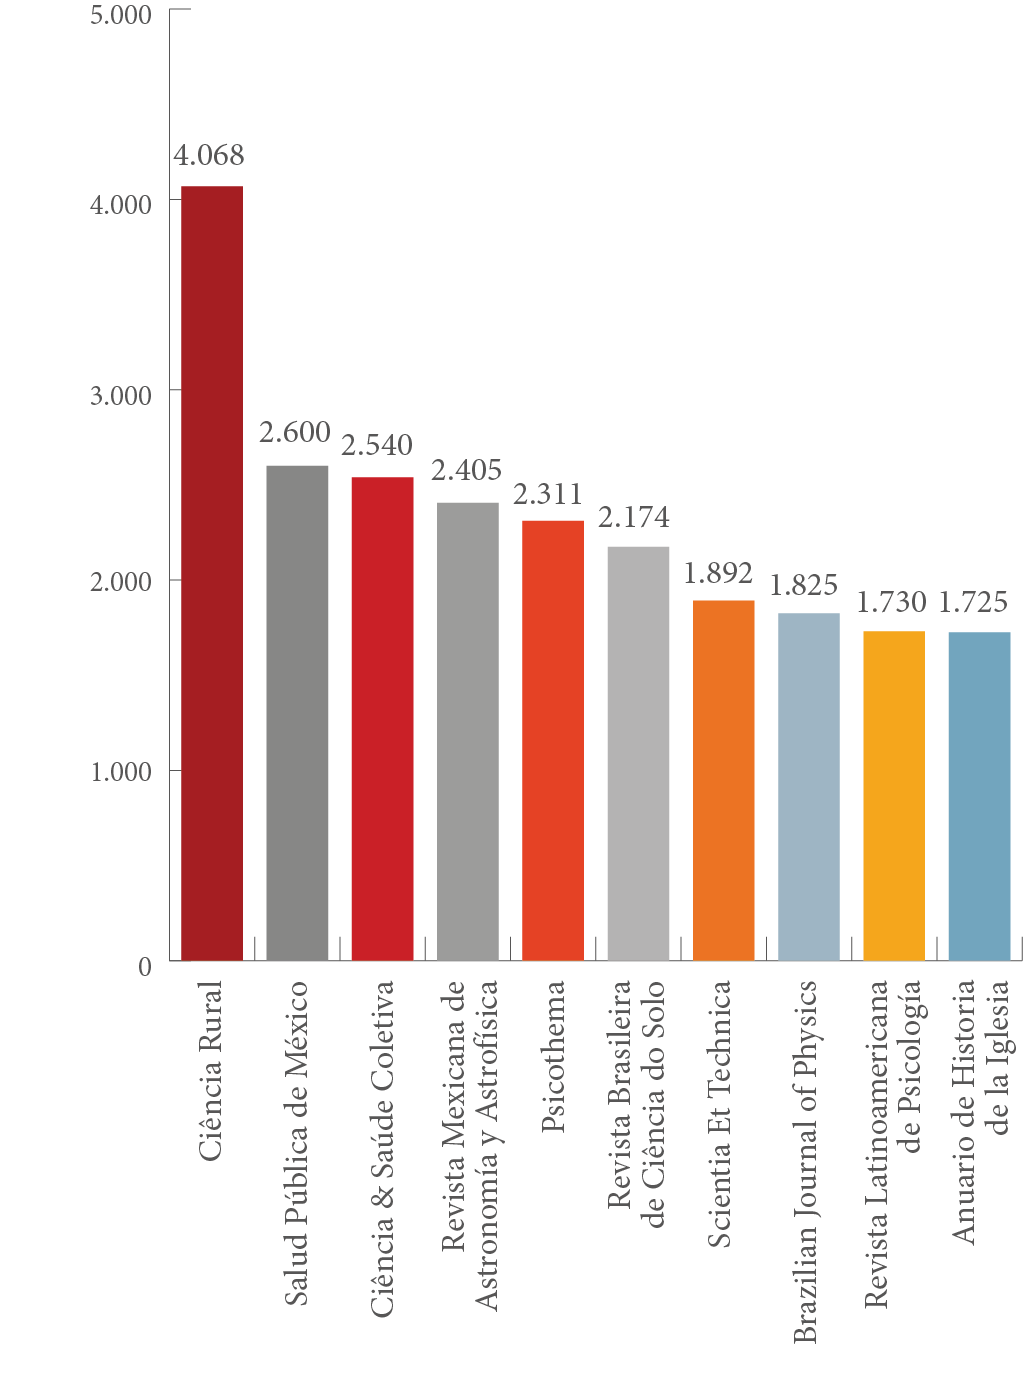 5.000
4.000
3.000
2.000
1.000
0
4.068
2.600
2.540
2.405
2.311
2.174
1.892
1.825
1.730
1.725
Ciência Rural
Salud Pública de México
Ciência & Saúde Coletiva
Revista Mexicana de
Astronomía y Astrofísica
Psicothema
Revista Brasileira
de Ciência do Solo
Scientia Et Technica
Brazilian Journal of Physics
Revista Latinoamericana
de Psicología
Anuario de Historia
de la Iglesia